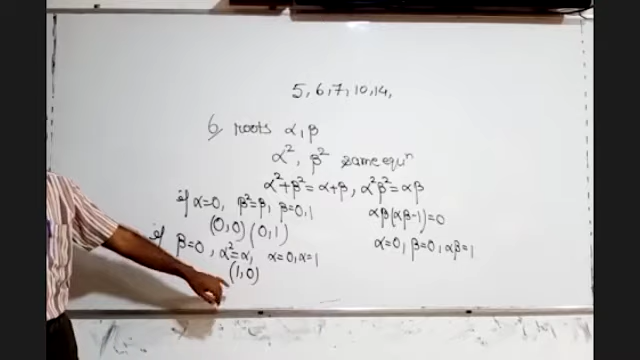 5, 6, 7, 10, 14,
6, roots α, β
α², β² same equⁿ
α²+β² = α+β, α²β² = αβ
if α=0, β²=β, β=0,1
αβ(αβ-1)=0
(0,0) (0,1)
α=0, β=0, αβ=1
if β=0, α²=α, α=0, α=1
(1,0)